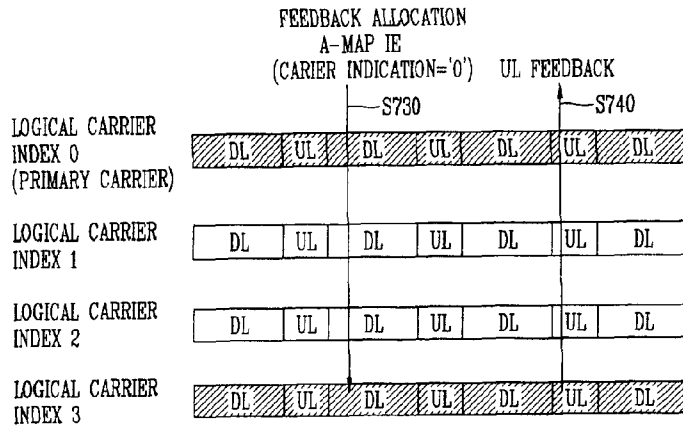 FEEDBACK ALLOCATION
A-MAP IE
(CARIER INDICATION='0') UL FEEDBACK
S730 S740
LOGICAL CARRIER
INDEX 0
(PRIMARY CARRIER)
DL UL DL UL DL UL DL
LOGICAL CARRIER
INDEX 1
DL UL DL UL DL UL DL
LOGICAL CARRIER
INDEX 2
DL UL DL UL DL UL DL
LOGICAL CARRIER
INDEX 3
DL UL DL UL DL UL DL